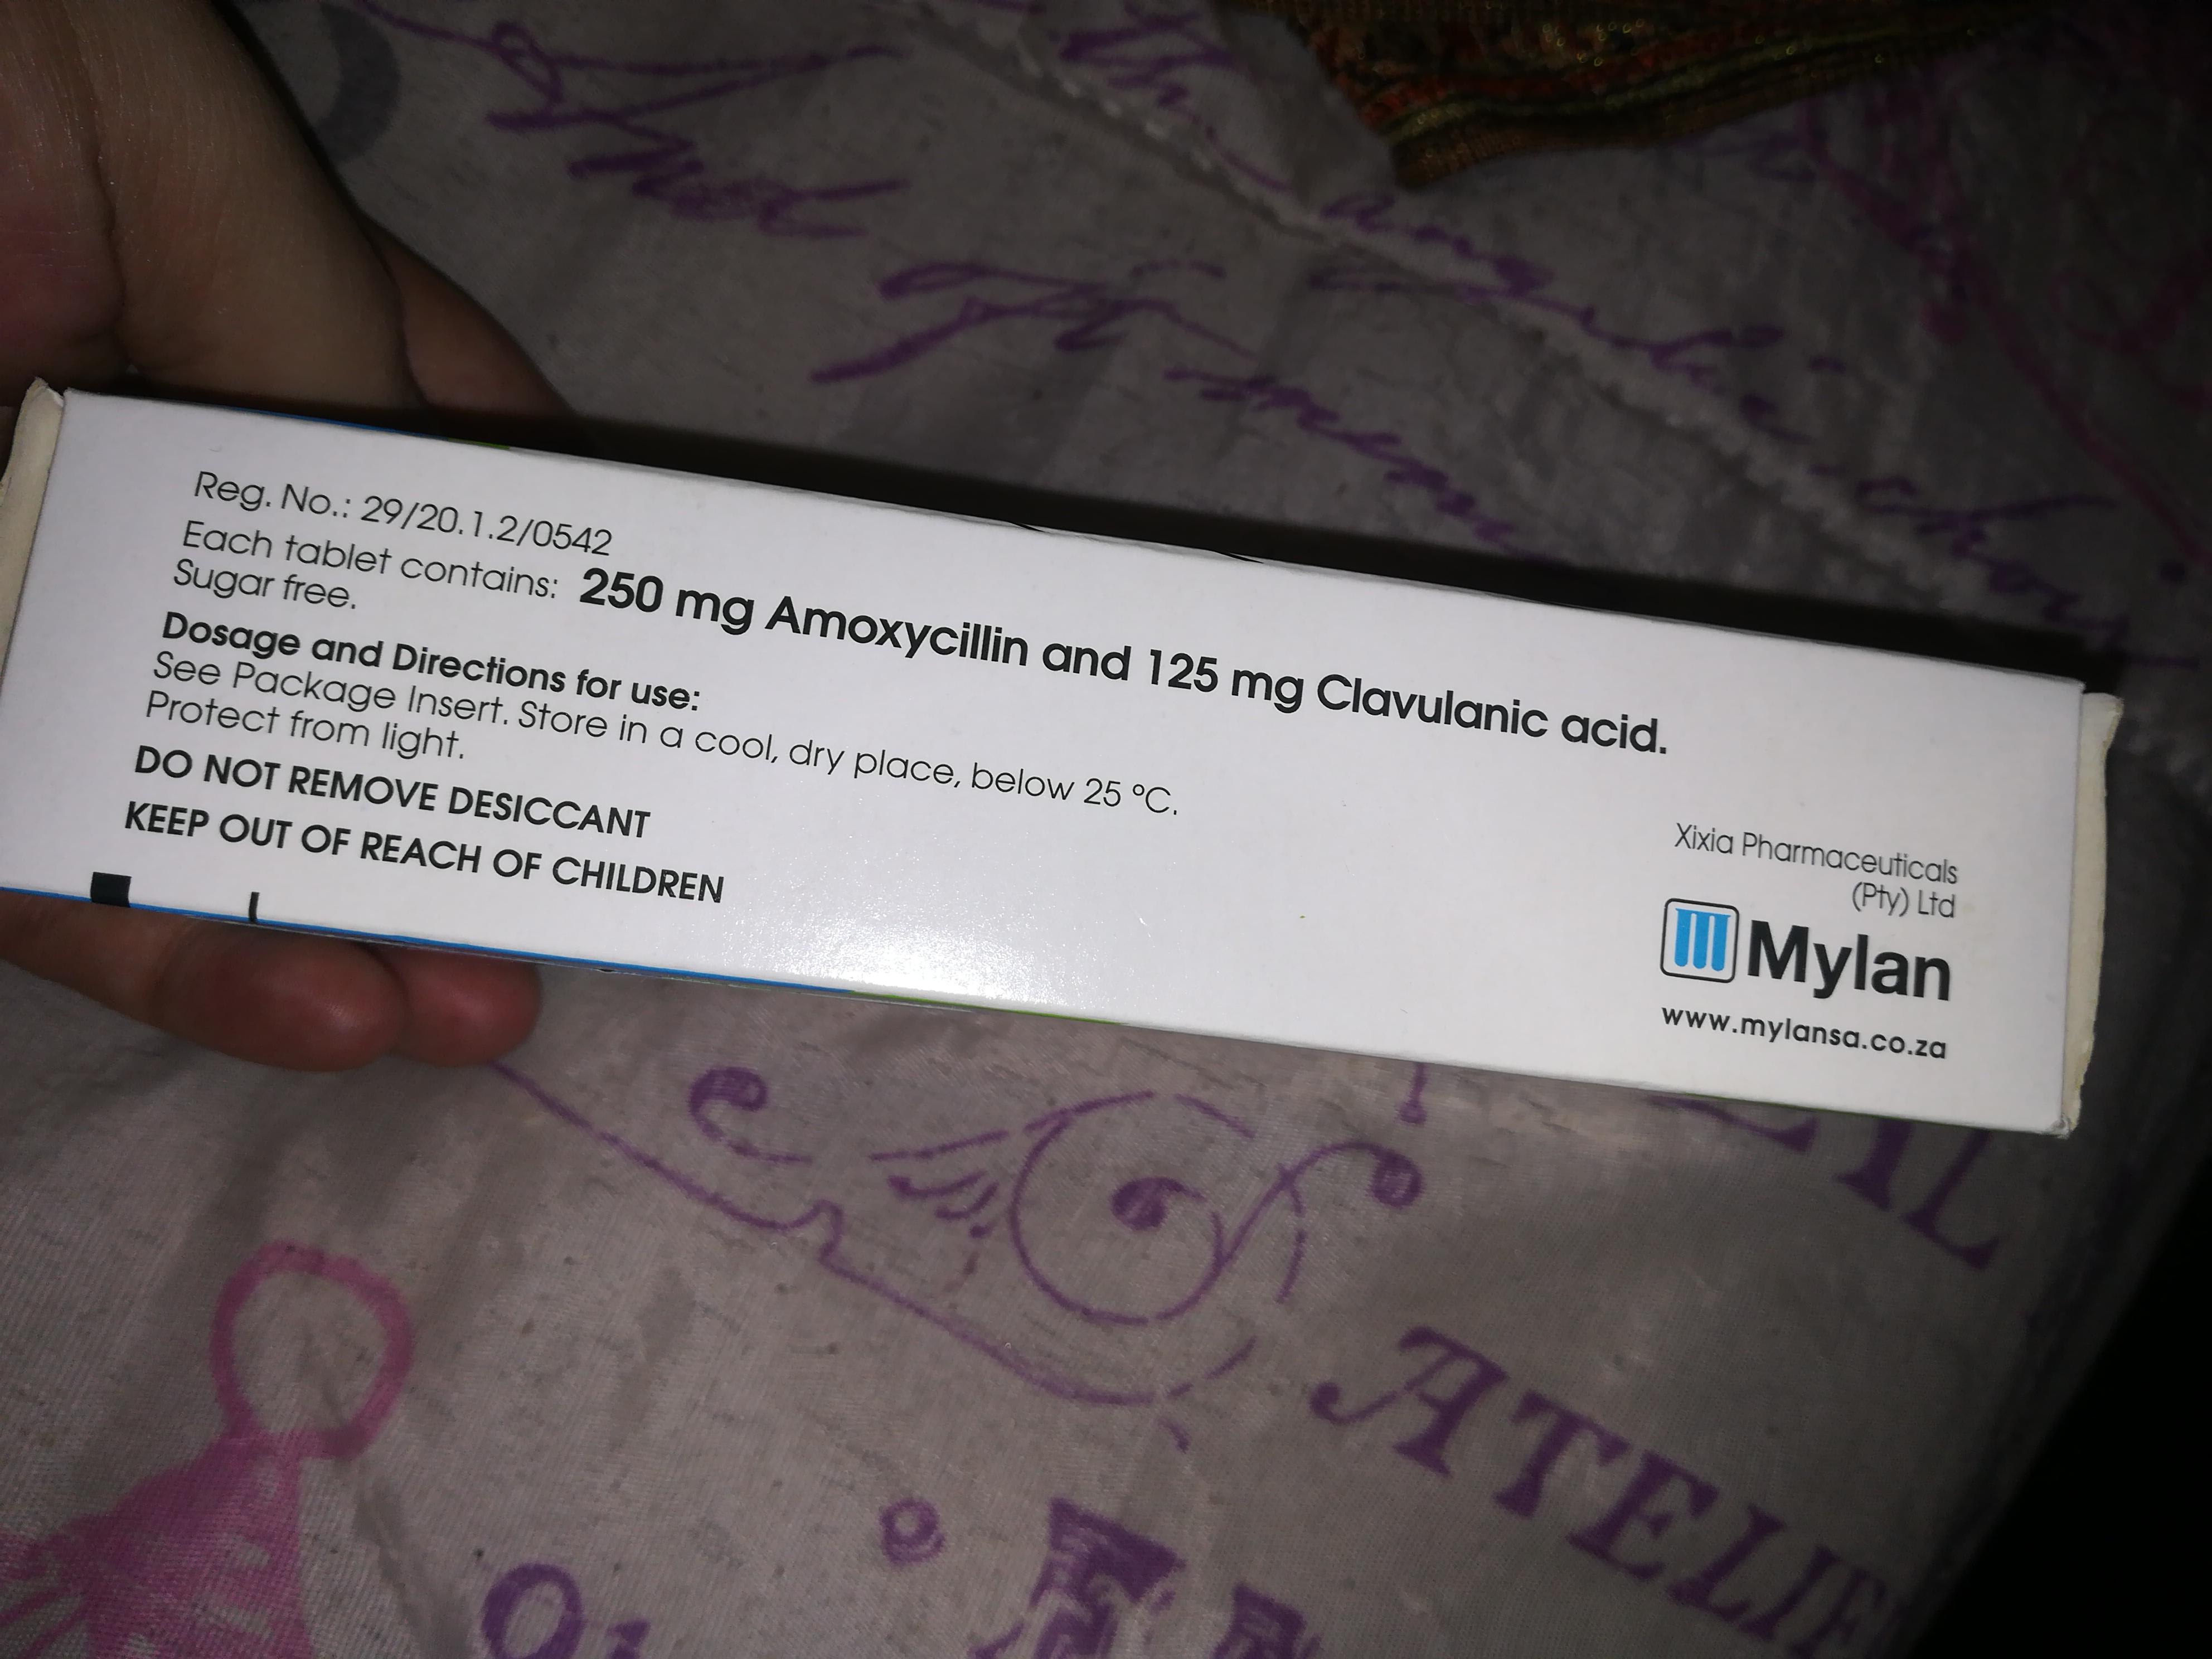 Reg. No.: 29/20.1.2/0542
Each tablet contains: 250 mg Amoxycillin and 125 mg Clavulanic acid.
Sugar free.
Dosage and Directions for use:
See Package Insert. Store in a cool, dry place, below 25 °C.
Protect from light.
DO NOT REMOVE DESICCANT
KEEP OUT OF REACH OF CHILDREN
Xixia Pharmaceuticals
(Pty) Ltd
Mylan
www.mylansa.co.za